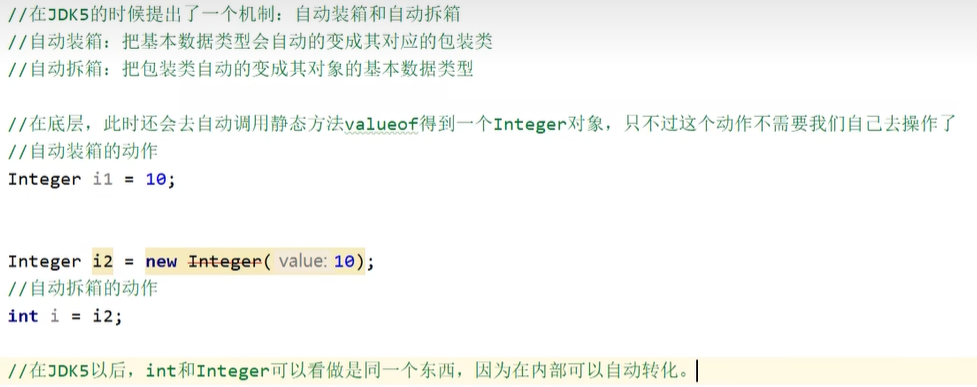 //在JDK5的时候提出了一个机制：自动装箱和自动拆箱
//自动装箱：把基本数据类型会自动的变成其对应的包装类
//自动拆箱：把包装类自动的变成其对象的基本数据类型
//在底层，此时还会去自动调用静态方法valueof得到一个Integer对象，只不过这个动作不需要我们自己去操作了
//自动装箱的动作
Integer i1 = 10;
Integer i2 = new Integer( value: 10);
//自动拆箱的动作
int i = i2;
//在JDK5以后，int和Integer可以看做是同一个东西，因为在内部可以自动转化。